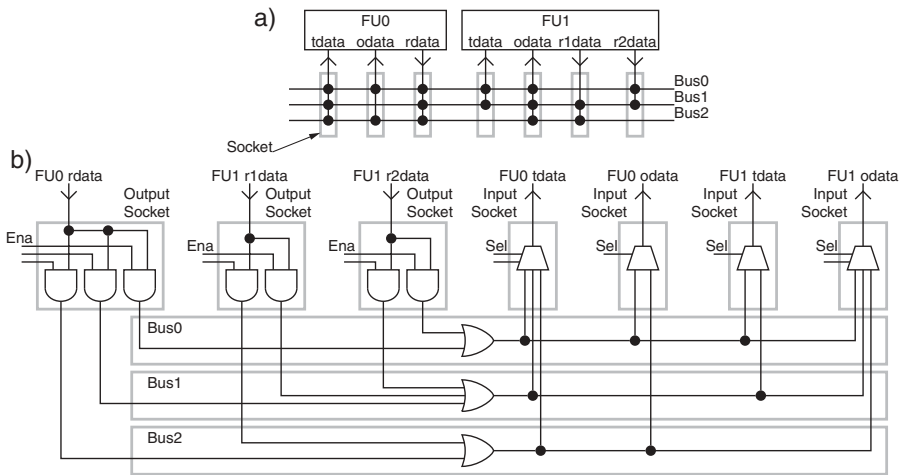 a)
FU0
FU1
tdata odata rdata
tdata odata r1data r2data
Bus0
Bus1
Bus2
Socket
b)
FU0 rdata
FU1 r1data
FU1 r2data
FU0 tdata
FU0 odata
FU1 tdata
FU1 odata
Output
Socket
Output
Socket
Output
Socket
Input
Socket
Input
Socket
Input
Socket
Input
Socket
Ena
Ena
Ena
Sel
Sel
Sel
Sel
Bus0
Bus1
Bus2